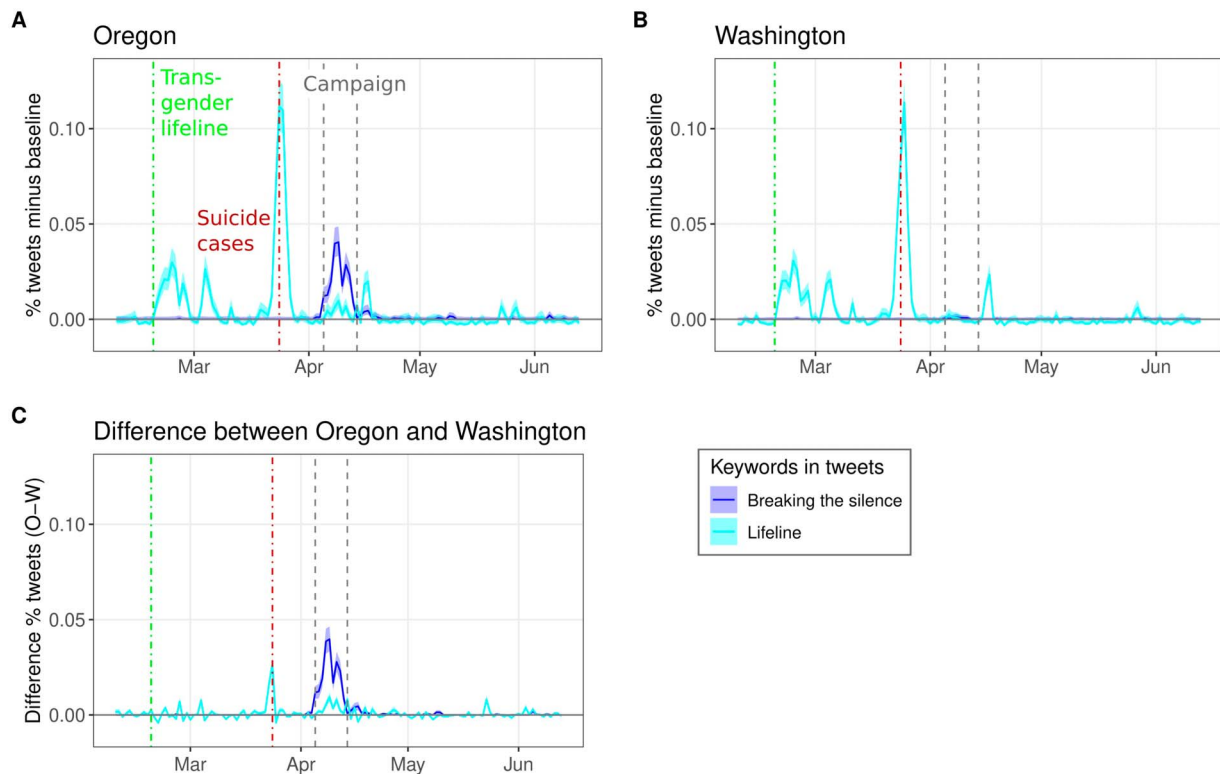 A
Oregon
% tweets minus baseline
0.10
0.05
0.00
Trans-
gender
lifeline
Suicide
cases
Campaign
Mar
Apr
May
Jun
B
Washington
% tweets minus baseline
0.10
0.05
0.00
Mar
Apr
May
Jun
C
Difference between Oregon and Washington
Difference % tweets (O−W)
0.10
0.05
0.00
Mar
Apr
May
Jun
Keywords in tweets
Breaking the silence
Lifeline